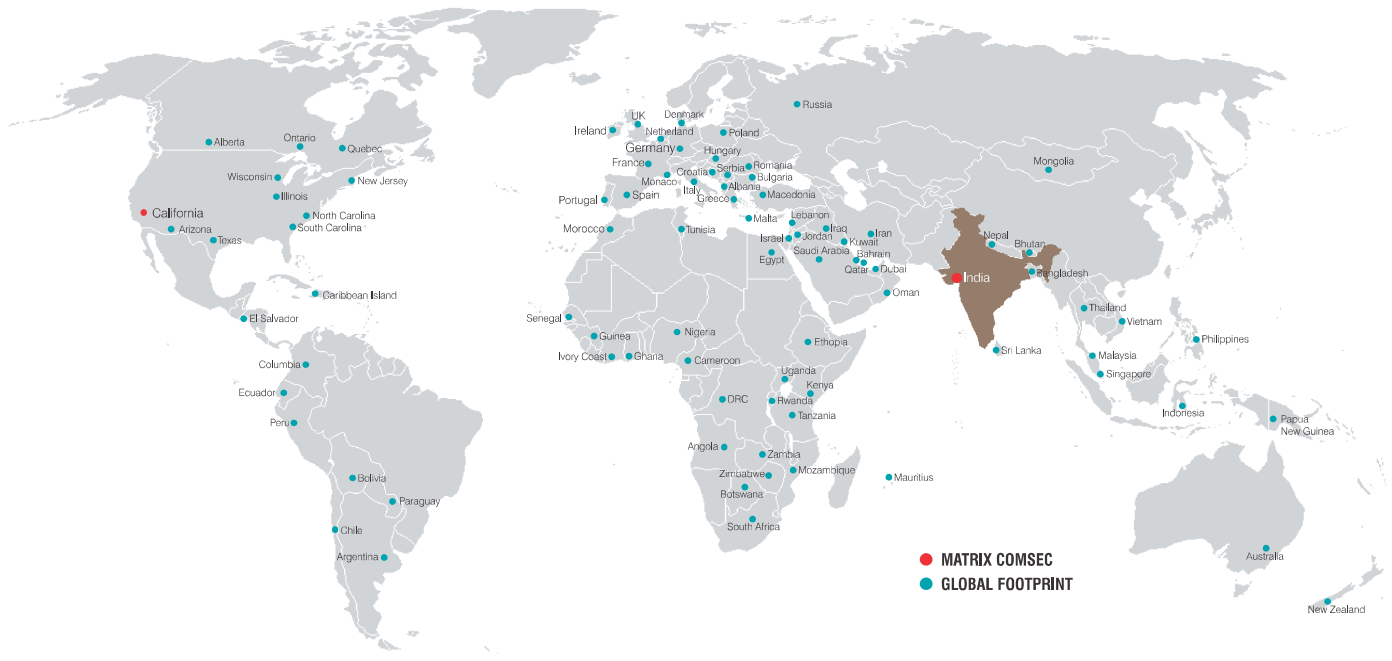 Russia
UK
Denmark
Ireland
Netherland
Poland
Alberta
Ontario
Quebec
Germany
Hungary
France
Croatia
Serbia
Romania
Mongolia
Wisconsin
New Jersey
Monaco
Bulgaria
Illinois
Italy
Albania
Portugal
Spain
Greece
Macedonia
California
North Carolina
Malta
Lebanon
Arizona
South Carolina
Morocco
Tunisia
Iraq
Iran
Texas
Israel
Jordan
Kuwait
Nepal
Bhutan
Egypt
Saudi Arabia
Bahrain
Qatar
Dubai
India
Bangladesh
Caribbean Island
Oman
El Salvador
Senegal
Thailand
Vietnam
Guinea
Nigeria
Ethopia
Philippines
Ivory Coast
Ghana
Cameroon
Sri Lanka
Malaysia
Columbia
Uganda
Singapore
Ecuador
Kenya
DRC
Rwanda
Indonesia
Peru
Tanzania
Papua
New Guinea
Angola
Zambia
Bolivia
Zimbabwe
Mozambique
Mauritius
Paraguay
Botswana
Chile
South Africa
Argentina
Australia
MATRIX COMSEC
GLOBAL FOOTPRINT
New Zealand